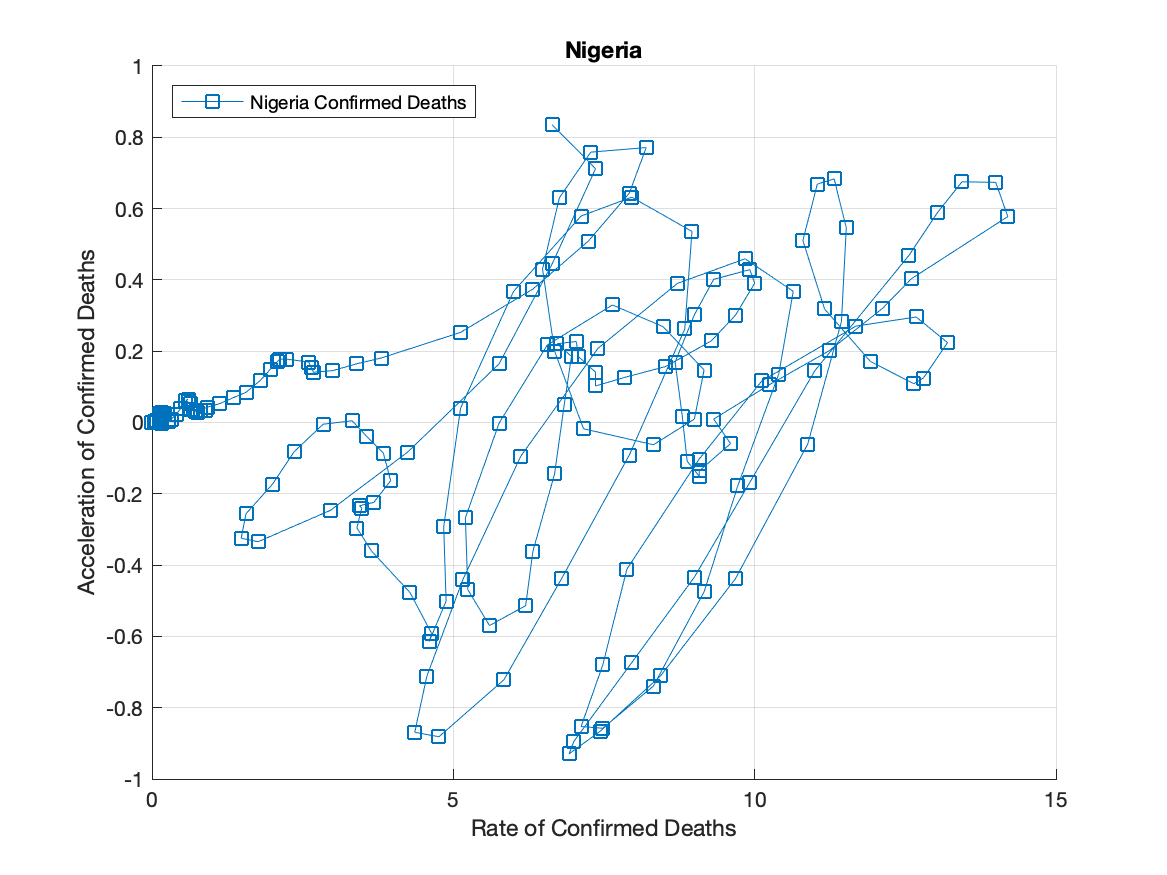 Nigeria
1
Nigeria Confirmed Deaths
0.8
0.6
0.4
0.2
0
-0.2
-0.4
-0.6
-0.8
-1
Acceleration of Confirmed Deaths
0 5 10 15
Rate of Confirmed Deaths